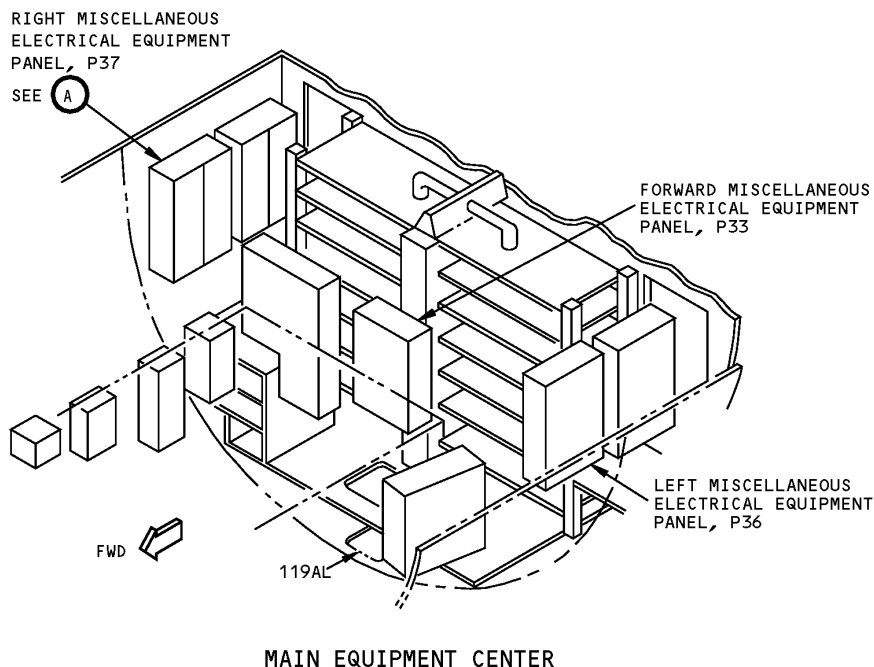 RIGHT MISCELLANEOUS
ELECTRICAL EQUIPMENT
PANEL, P37
SEE A
FORWARD MISCELLANEOUS
ELECTRICAL EQUIPMENT
PANEL, P33
LEFT MISCELLANEOUS
ELECTRICAL EQUIPMENT
PANEL, P36
FWD
119AL
MAIN EQUIPMENT CENTER